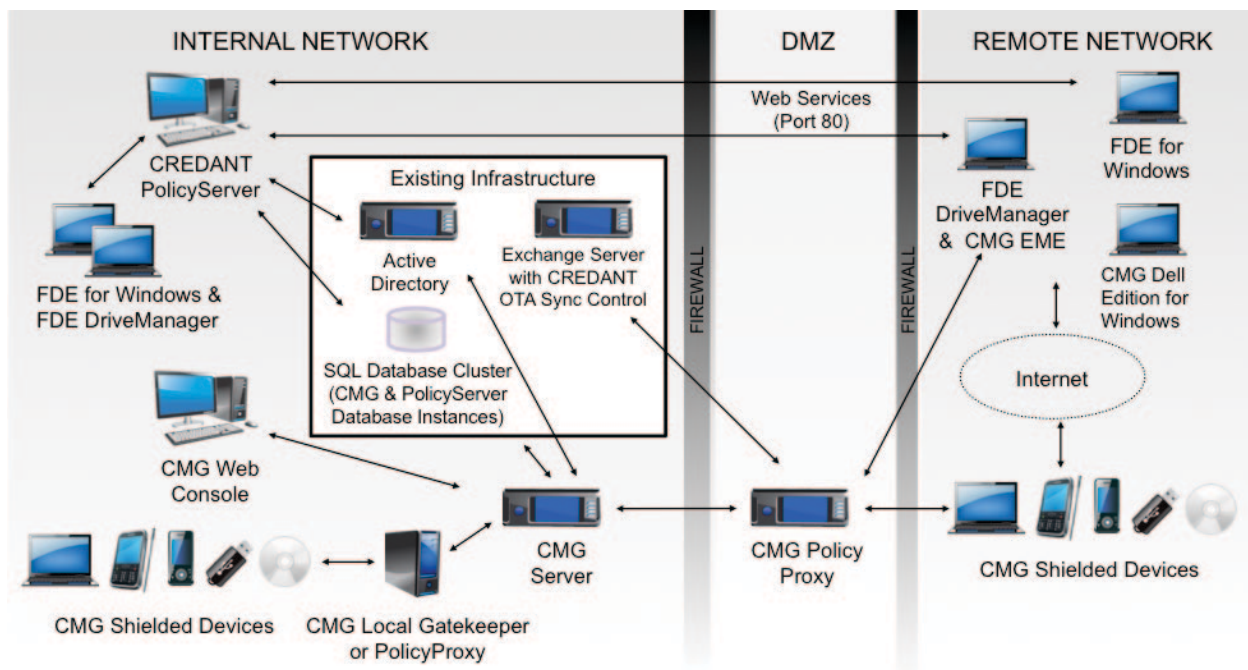 INTERNAL NETWORK
DMZ
REMOTE NETWORK
Web Services
(Port 80)
CREDANT
PolicyServer
FDE for Windows &
FDE DriveManager
Existing Infrastructure
Active
Directory
Exchange Server
with CREDANT
OTA Sync Control
SQL Database Cluster
(CMG & PolicyServer
Database Instances)
FIREWALL
FIREWALL
FDE
DriveManager
& CMG EME
FDE for
Windows
CMG Dell
Edition for
Windows
Internet
CMG Web
Console
CMG
Server
CMG Policy
Proxy
CMG Shielded Devices
CMG Local Gatekeeper
or PolicyProxy
CMG Shielded Devices